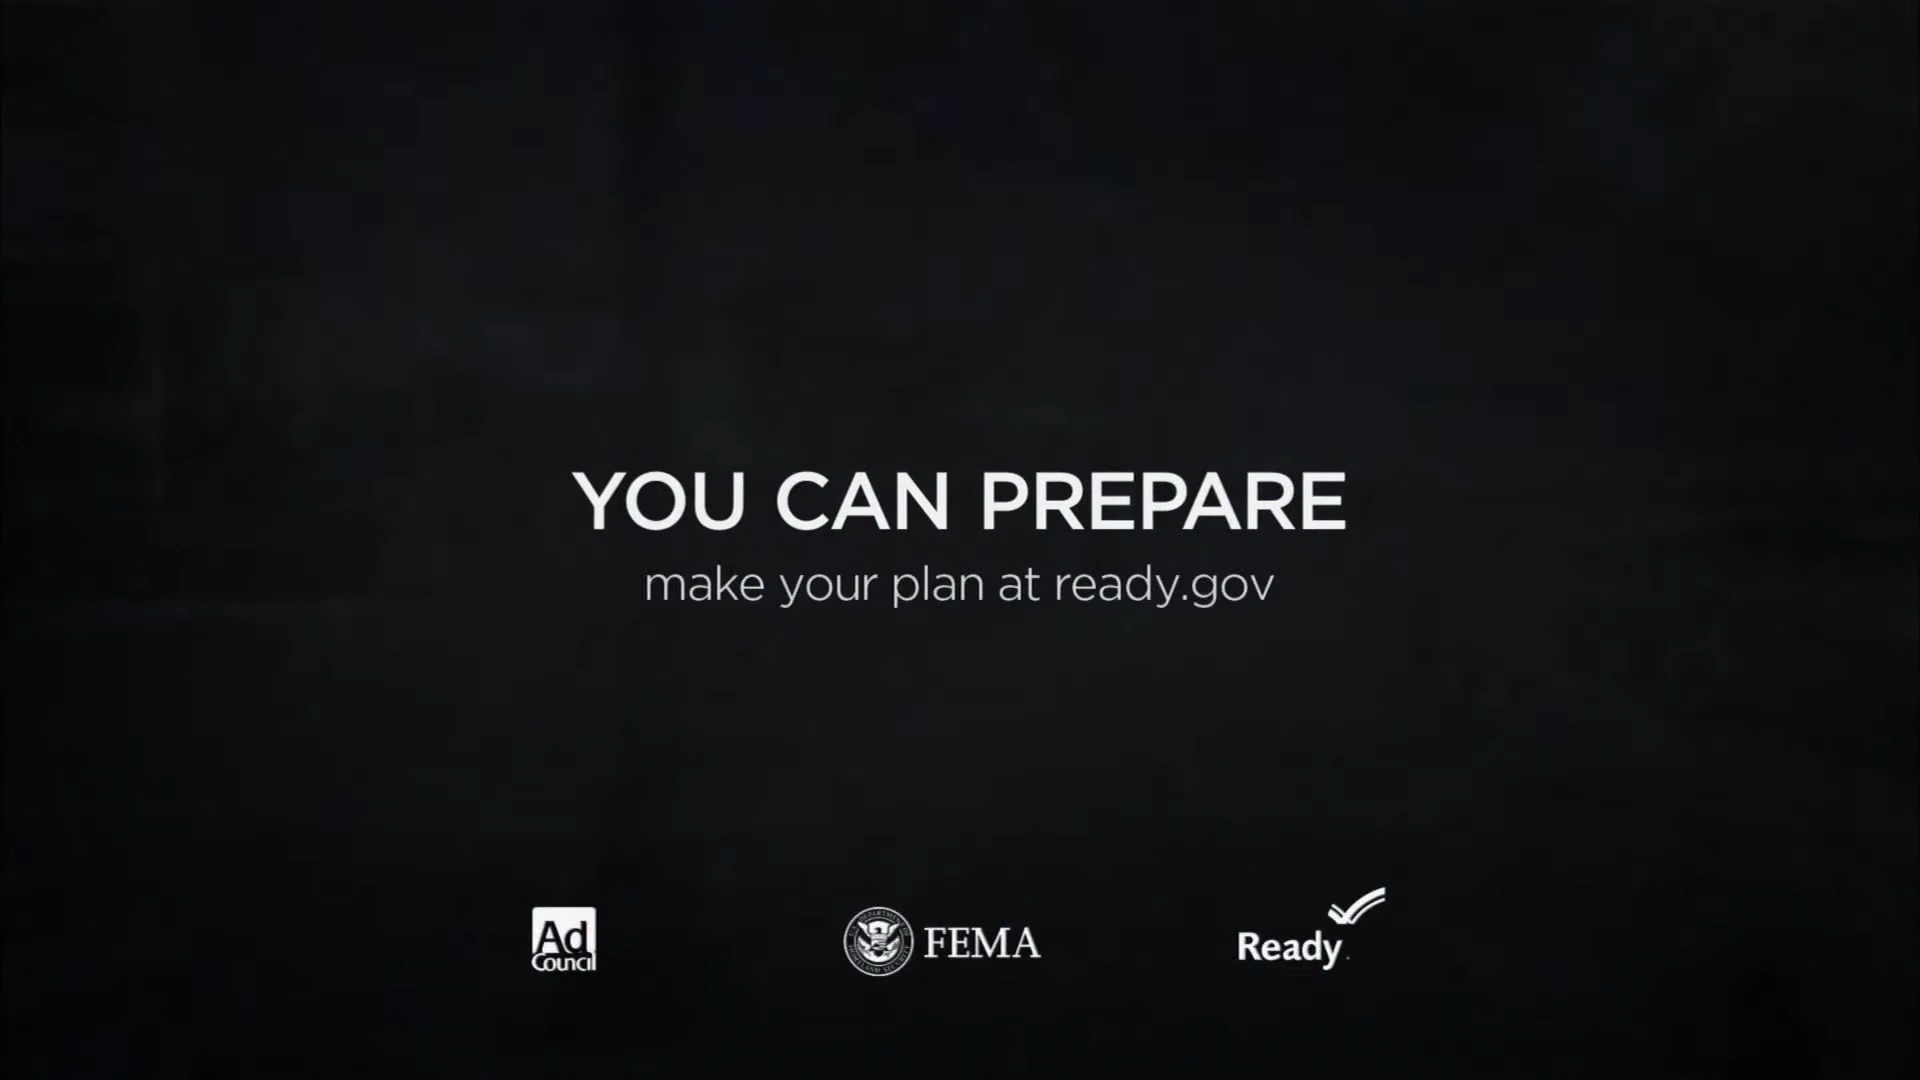 YOU CAN PREPARE
make your plan at ready.gov
Ad
Council
FEMA
Ready